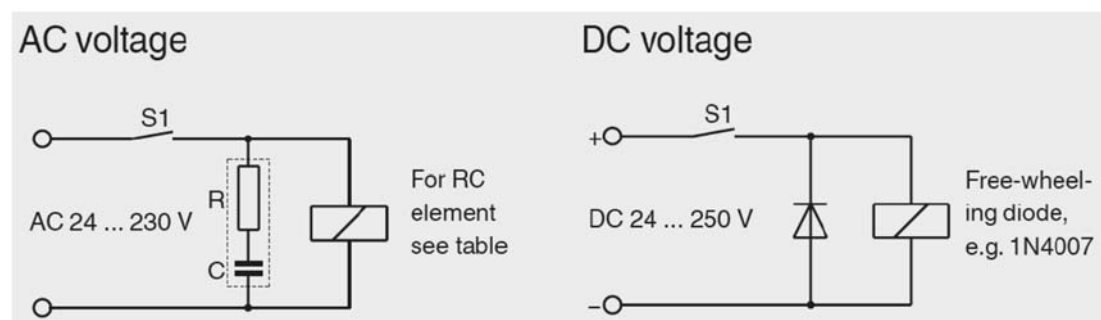 AC voltage
S1
R
AC 24 ... 230 V
C
For RC
element
see table
DC voltage
S1
+
DC 24 ... 250 V
–
Free-wheel-
ing diode,
e.g. 1N4007